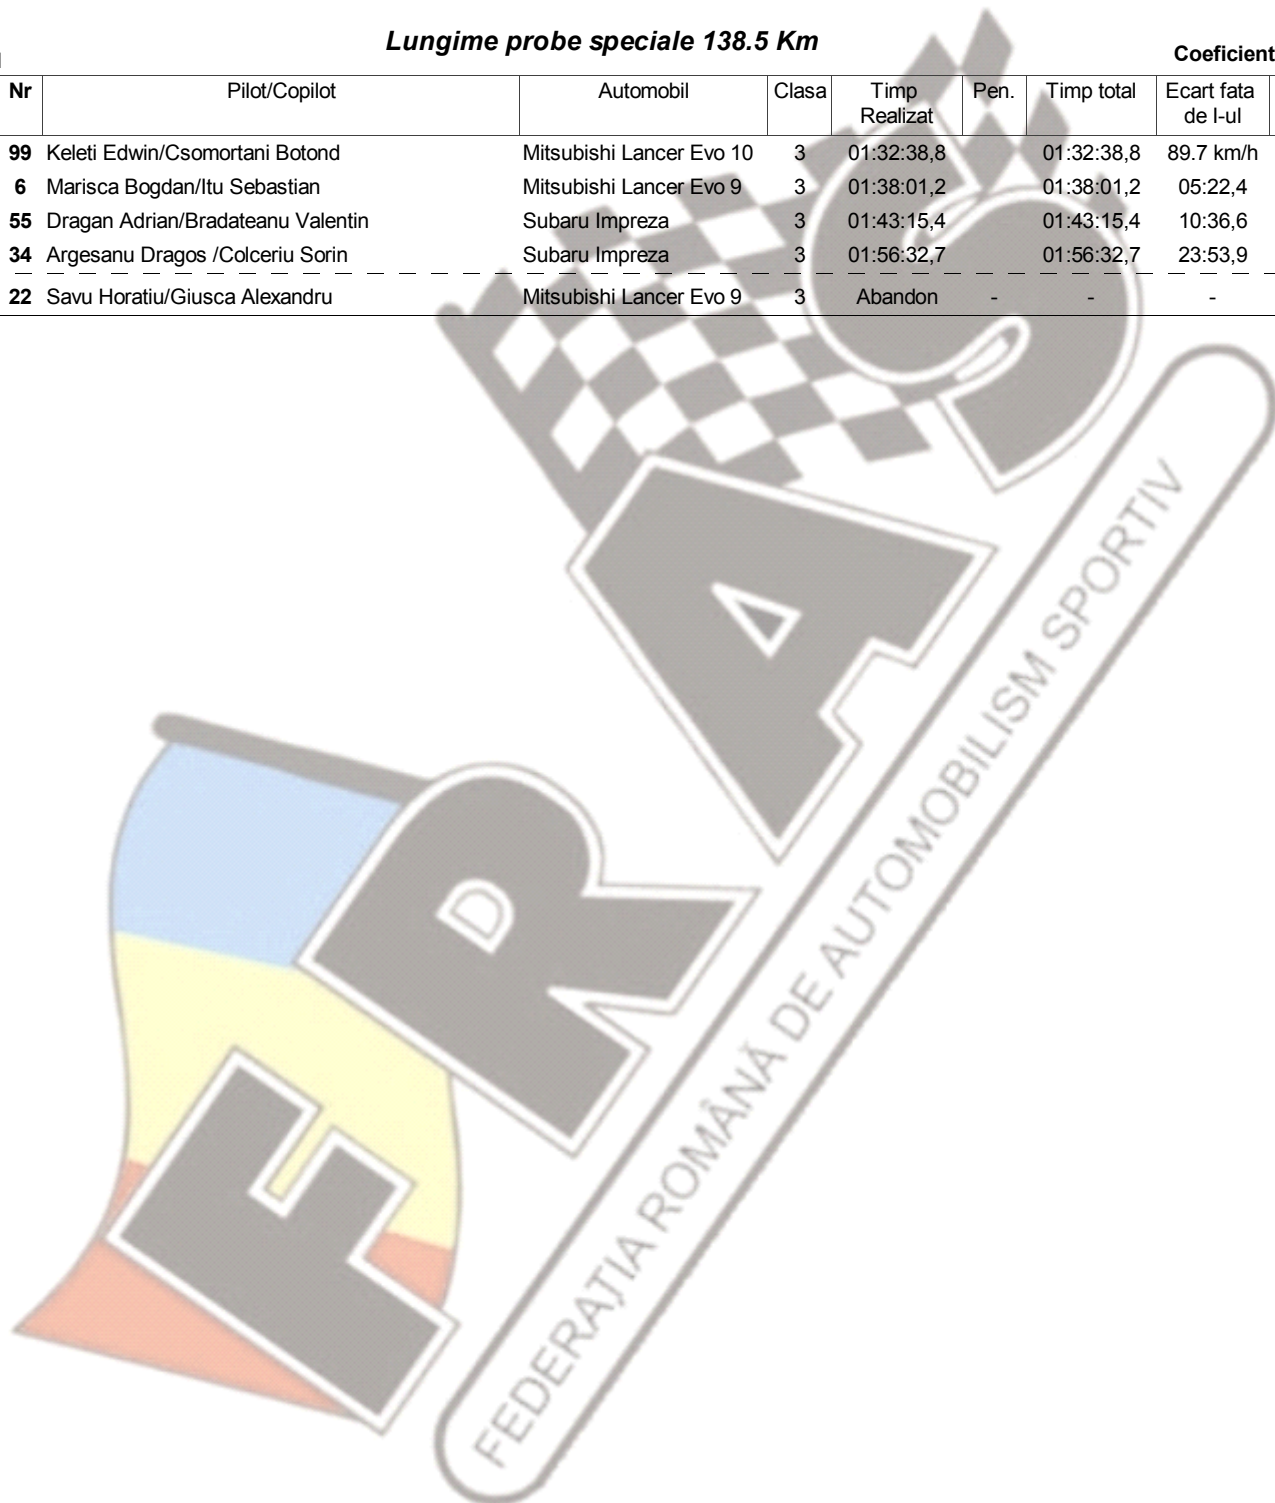 Lungime probe speciale 138.5 Km
Coeficient
Nr Pilot/Copilot Automobil Clasa Timp Realizat Pen. Timp total Ecart fata de I-ul
99 Keleti Edwin/Csomortani Botond Mitsubishi Lancer Evo 10 3 01:32:38,8 01:32:38,8 89.7 km/h
6 Marisca Bogdan/Itu Sebastian Mitsubishi Lancer Evo 9 3 01:38:01,2 01:38:01,2 05:22,4
55 Dragan Adrian/Bradateanu Valentin Subaru Impreza 3 01:43:15,4 01:43:15,4 10:36,6
34 Argesanu Dragos /Colceriu Sorin Subaru Impreza 3 01:56:32,7 01:56:32,7 23:53,9
22 Savu Horatiu/Giusca Alexandru Mitsubishi Lancer Evo 9 3 Abandon - - -
FRAS
FEDERAŢIA ROMÂNĂ DE AUTOMOBILISM SPORTIV